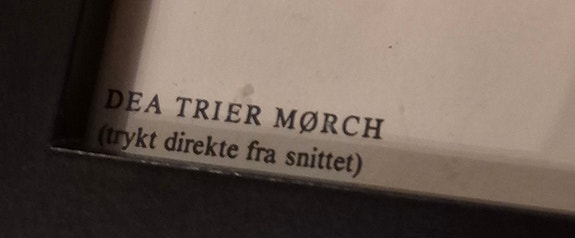 DEA TRIER MØRCH
(trykt direkte fra snittet)